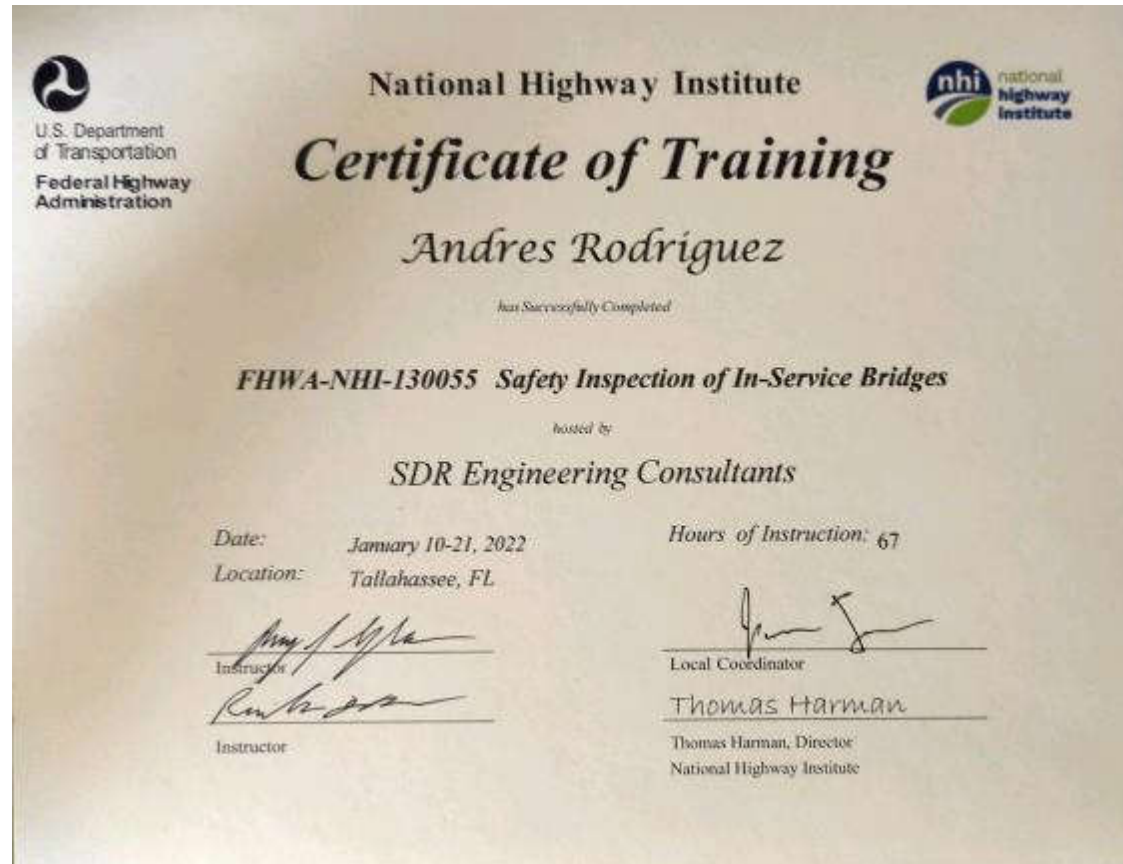 U.S. Department
of Transportation
Federal Highway
Administration
National Highway Institute
nhi national
highway
institute
Certificate of Training
Andres Rodriguez
has Successfully Completed
FHWA-NHI-130055 Safety Inspection of In-Service Bridges
hosted by
SDR Engineering Consultants
Date: January 10-21, 2022
Location: Tallahassee, FL
Hours of Instruction: 67
Instructor
Instructor
Local Coordinator
Thomas Harman
Thomas Harman, Director
National Highway Institute